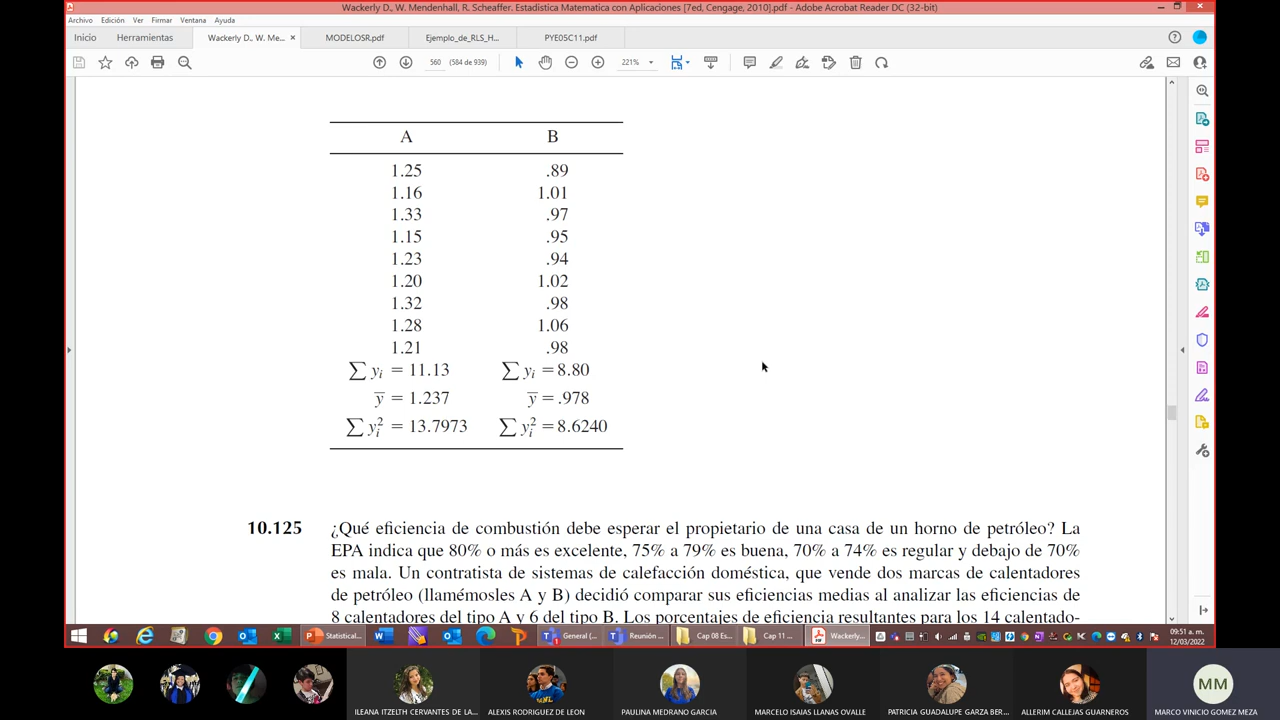 Wackerly D., W. Mendenhall, R. Scheaffer. Estadistica Matematica con Aplicaciones [7ed, Cengage, 2010].pdf - Adobe Acrobat Reader DC (32-bit)
Archivo Edición Ver Firmar Ventana Ayuda
Inicio Herramientas Wackerly D., W. Me... × MODELOSR.pdf Ejemplo_de_RLS_H... PYE05C11.pdf
560 (584 de 939) 221%
A B
1.25 .89
1.16 1.01
1.33 .97
1.15 .95
1.23 .94
1.20 1.02
1.32 .98
1.28 1.06
1.21 .98
∑ yᵢ = 11.13 ∑ yᵢ = 8.80
y̅ = 1.237 y̅ = .978
∑ yᵢ² = 13.7973 ∑ yᵢ² = 8.6240
10.125 ¿Qué eficiencia de combustión debe esperar el propietario de una casa de un horno de petróleo? La
EPA indica que 80% o más es excelente, 75% a 79% es buena, 70% a 74% es regular y debajo de 70%
es mala. Un contratista de sistemas de calefacción doméstica, que vende dos marcas de calentadores
de petróleo (llamémosles A y B) decidió comparar sus eficiencias medias al analizar las eficiencias de
8 calentadores del tipo A y 6 del tipo B. Los porcentajes de eficiencia resultantes para los 14 calentado-
Statistical... General (... Reunión ... Cap 08 Es... Cap 11 ... Wackerly... 09:51 a. m.
12/03/2022
ILEANA ITZELTH CERVANTES DE LA... ALEXIS RODRIGUEZ DE LEON PAULINA MEDRANO GARCIA MARCELO ISAIAS LLANAS OVALLE PATRICIA GUADALUPE GARZA BER... ALLERIM CALLEJAS GUARNEROS MM MARCO VINICIO GOMEZ MEZA